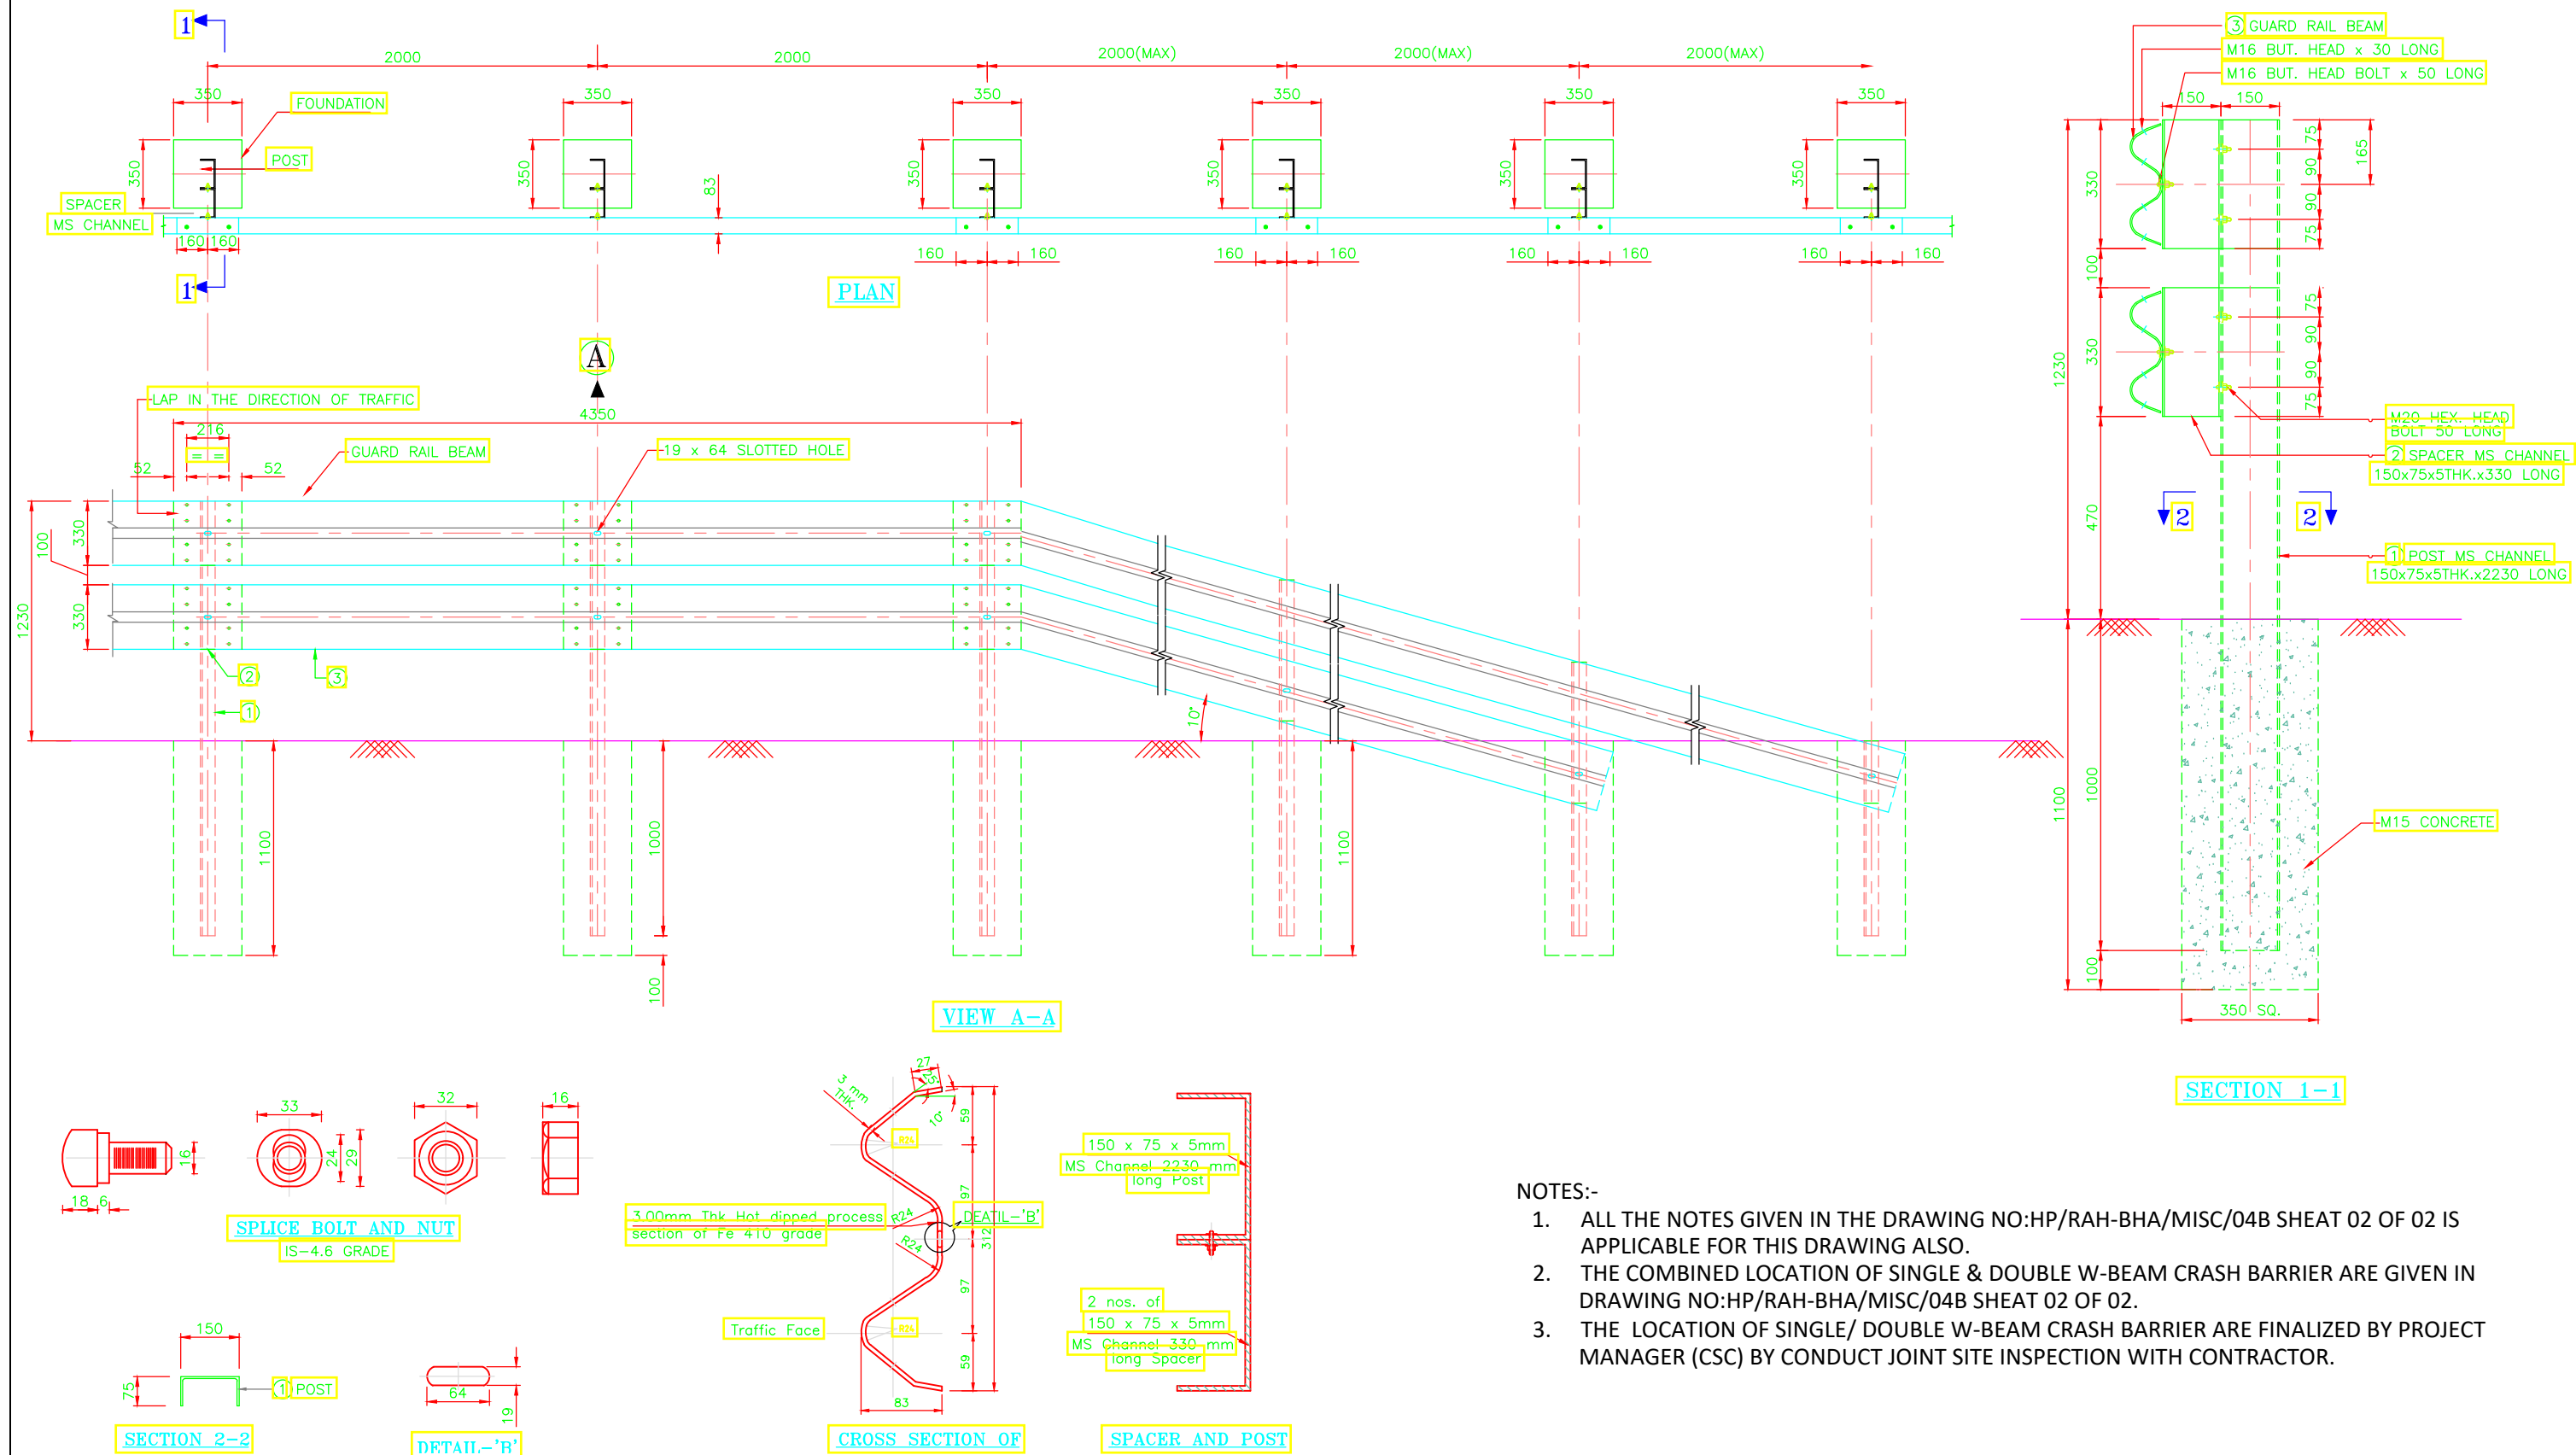 1
2000
2000
2000(MAX)
2000(MAX)
2000(MAX)
350
350
350
350
350
350
FOUNDATION
POST
350
350
350
350
350
350
83
SPACER
MS CHANNEL
160 160
160 160
160 160
160 160
160 160
1
PLAN
A
LAP IN THE DIRECTION OF TRAFFIC
4350
216
= =
52
52
GUARD RAIL BEAM
19 x 64 SLOTTED HOLE
100
330
330
1230
2
3
1
10°
1100
1000
100
1100
VIEW A-A
3 GUARD RAIL BEAM
M16 BUT. HEAD x 30 LONG
M16 BUT. HEAD BOLT x 50 LONG
150 150
75
90
90
75
165
330
100
330
75
90
90
75
1230
470
M20 HEX. HEAD
BOLT 50 LONG
2 SPACER MS CHANNEL
150x75x5THK.x330 LONG
2 2
1 POST MS CHANNEL
150x75x5THK.x2230 LONG
1100
1000
100
M15 CONCRETE
350 SQ.
SECTION 1-1
33
32
16
16
24
29
18 6
SPLICE BOLT AND NUT
IS-4.6 GRADE
150
75
1 POST
SECTION 2-2
64
19
DETAIL-'B'
3 mm
THK.
27
25°
10°
59
R24
97
312
R24
R24
97
R24
59
83
3.00mm Thk Hot dipped process
section of Fe 410 grade
DEATIL-'B'
Traffic Face
CROSS SECTION OF
150 x 75 x 5mm
MS Channel 2230 mm
long Post
2 nos. of
150 x 75 x 5mm
MS Channel 330 mm
long Spacer
SPACER AND POST
NOTES:-
1. ALL THE NOTES GIVEN IN THE DRAWING NO:HP/RAH-BHA/MISC/04B SHEAT 02 OF 02 IS
APPLICABLE FOR THIS DRAWING ALSO.
2. THE COMBINED LOCATION OF SINGLE & DOUBLE W-BEAM CRASH BARRIER ARE GIVEN IN
DRAWING NO:HP/RAH-BHA/MISC/04B SHEAT 02 OF 02.
3. THE LOCATION OF SINGLE/ DOUBLE W-BEAM CRASH BARRIER ARE FINALIZED BY PROJECT
MANAGER (CSC) BY CONDUCT JOINT SITE INSPECTION WITH CONTRACTOR.